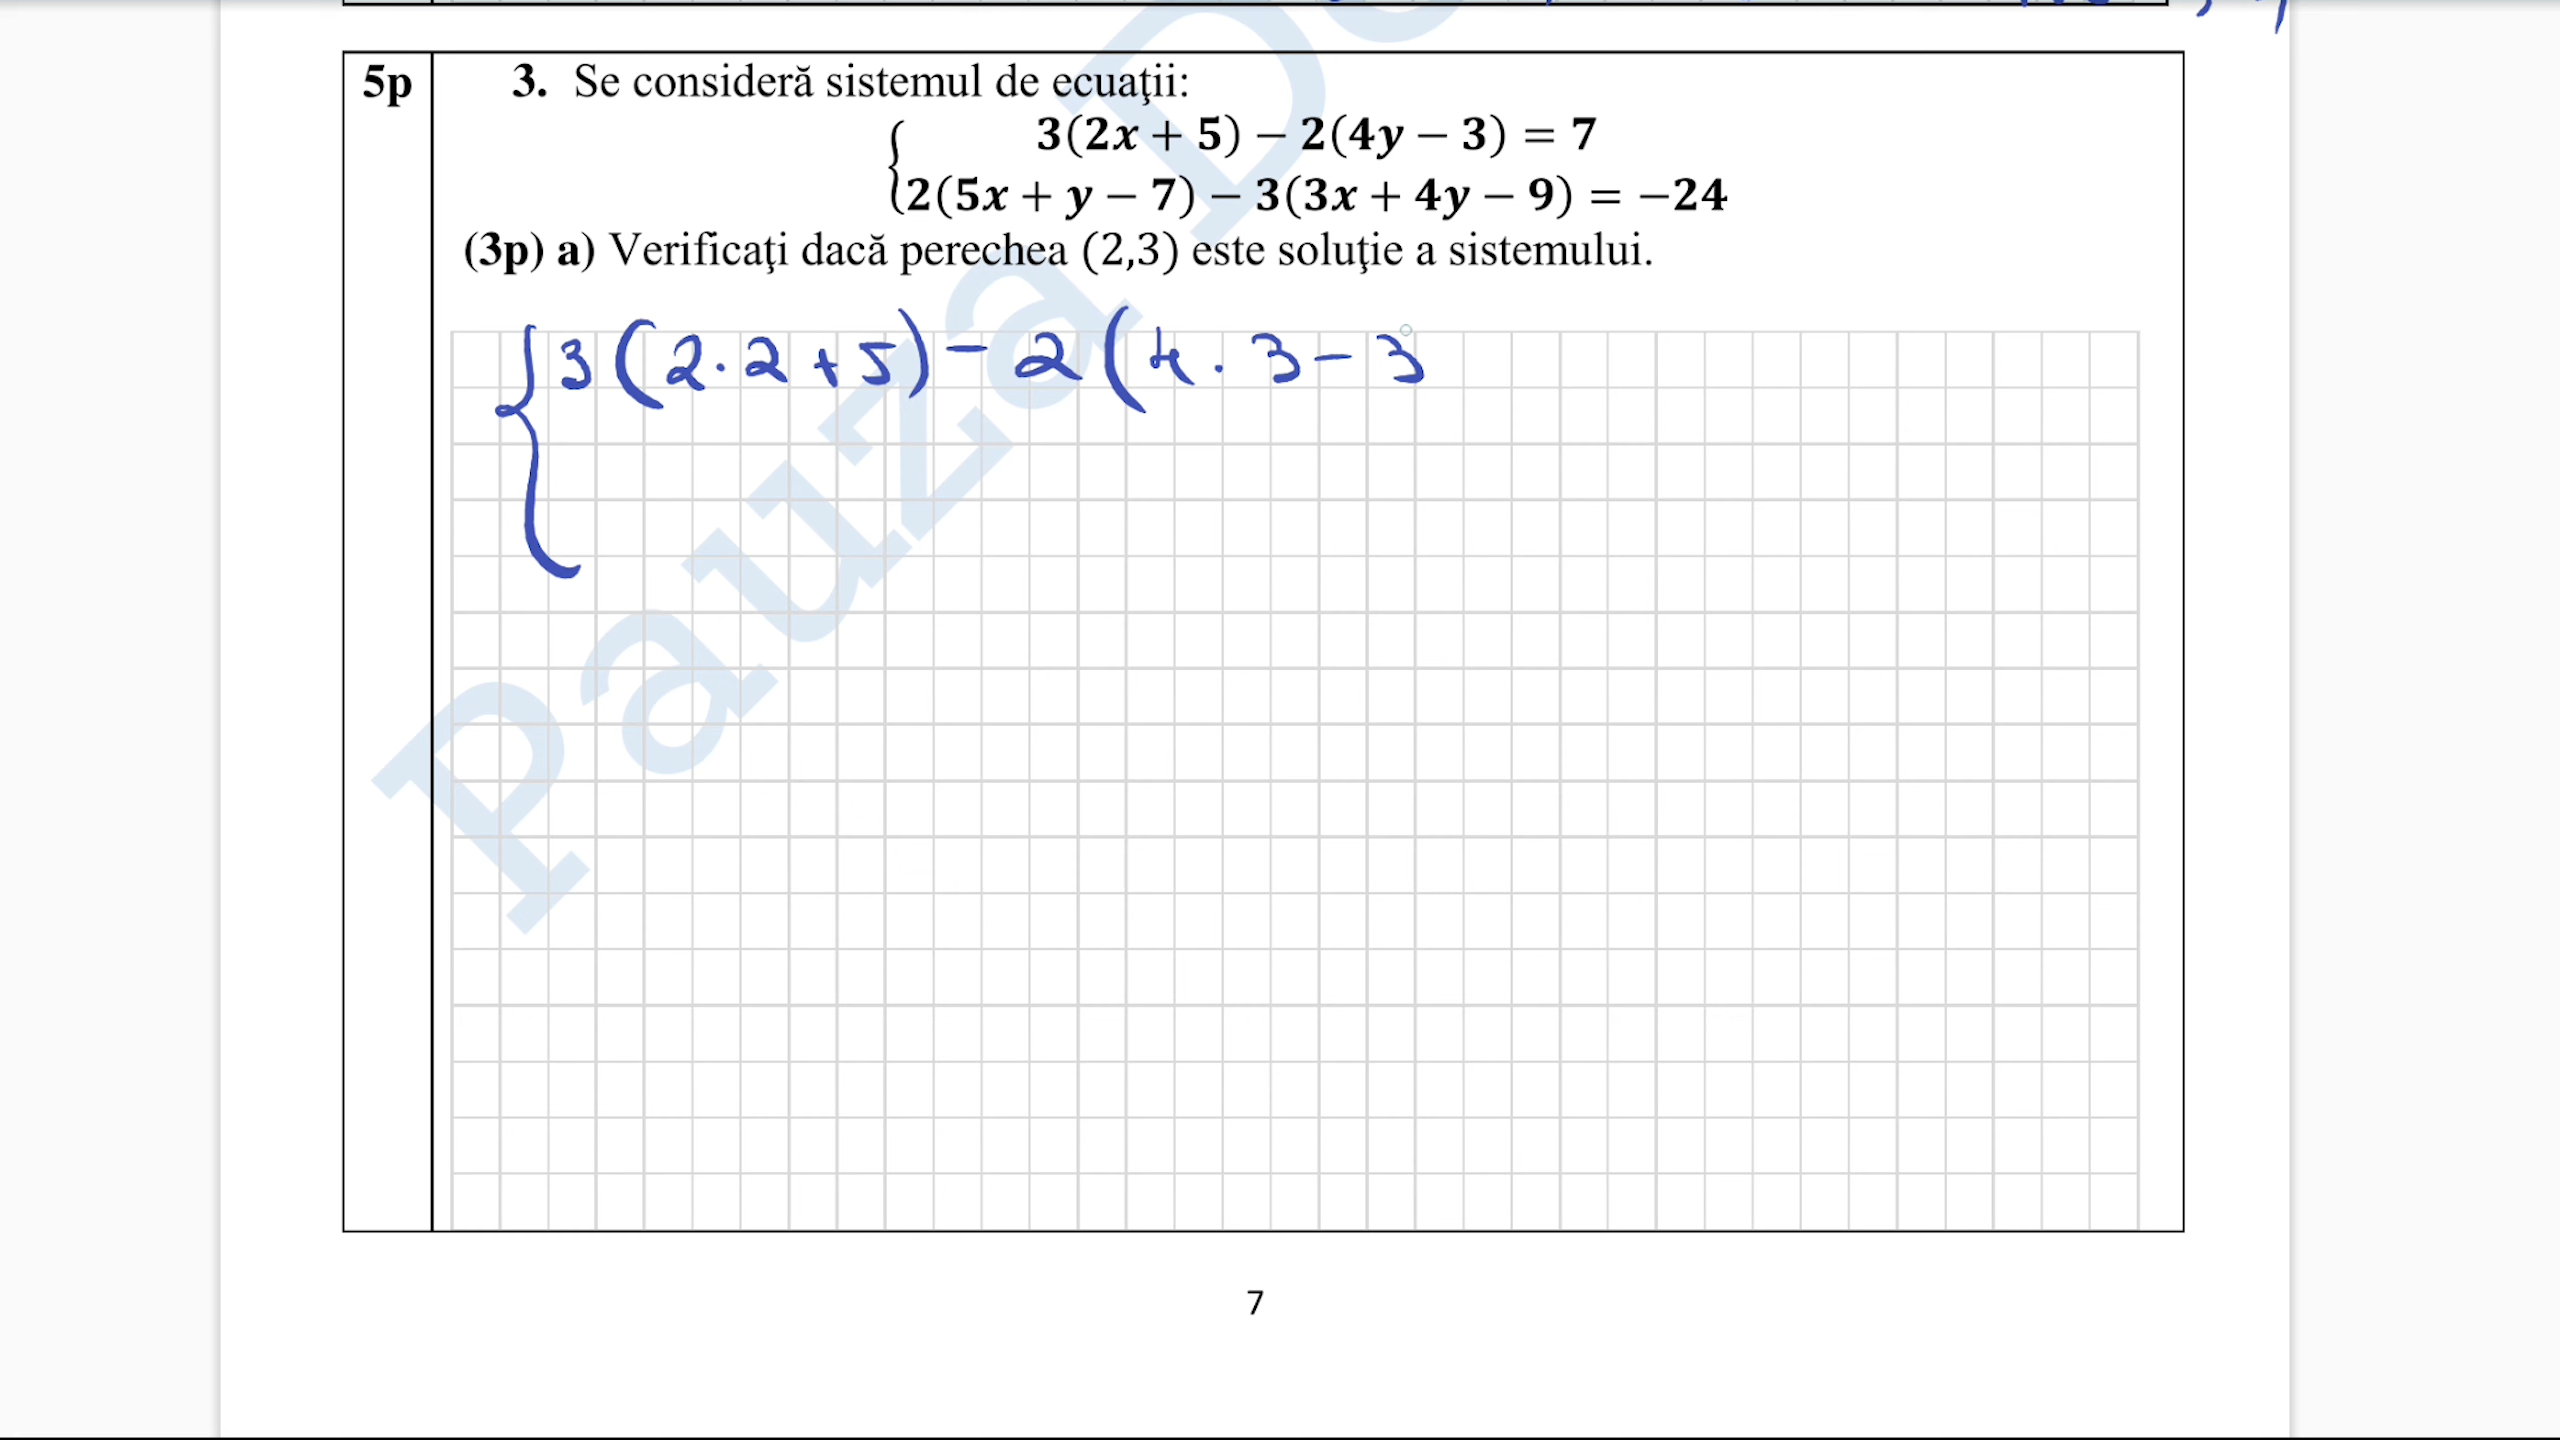 5p
3. Se consideră sistemul de ecuaţii:
3(2x + 5) − 2(4y − 3) = 7
2(5x + y − 7) − 3(3x + 4y − 9) = −24
(3p) a) Verificaţi dacă perechea (2,3) este soluţie a sistemului.
{3(2·2+5)-2(4·3-3
Pauza
7